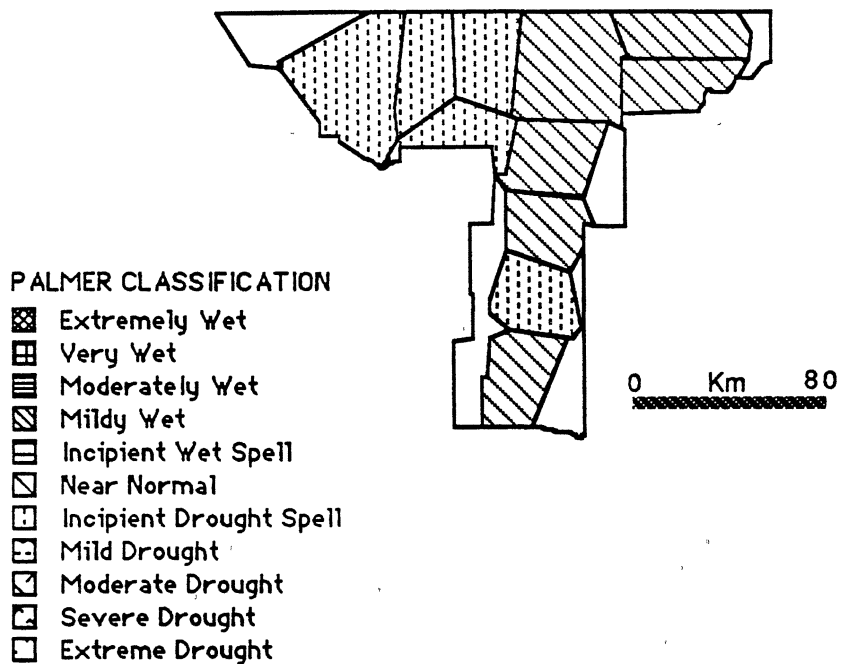 PALMER CLASSIFICATION
Extremely Wet
Very Wet
Moderately Wet
Mildy Wet
Incipient Wet Spell
Near Normal
Incipient Drought Spell
Mild Drought
Moderate Drought
Severe Drought
Extreme Drought
0 Km 80